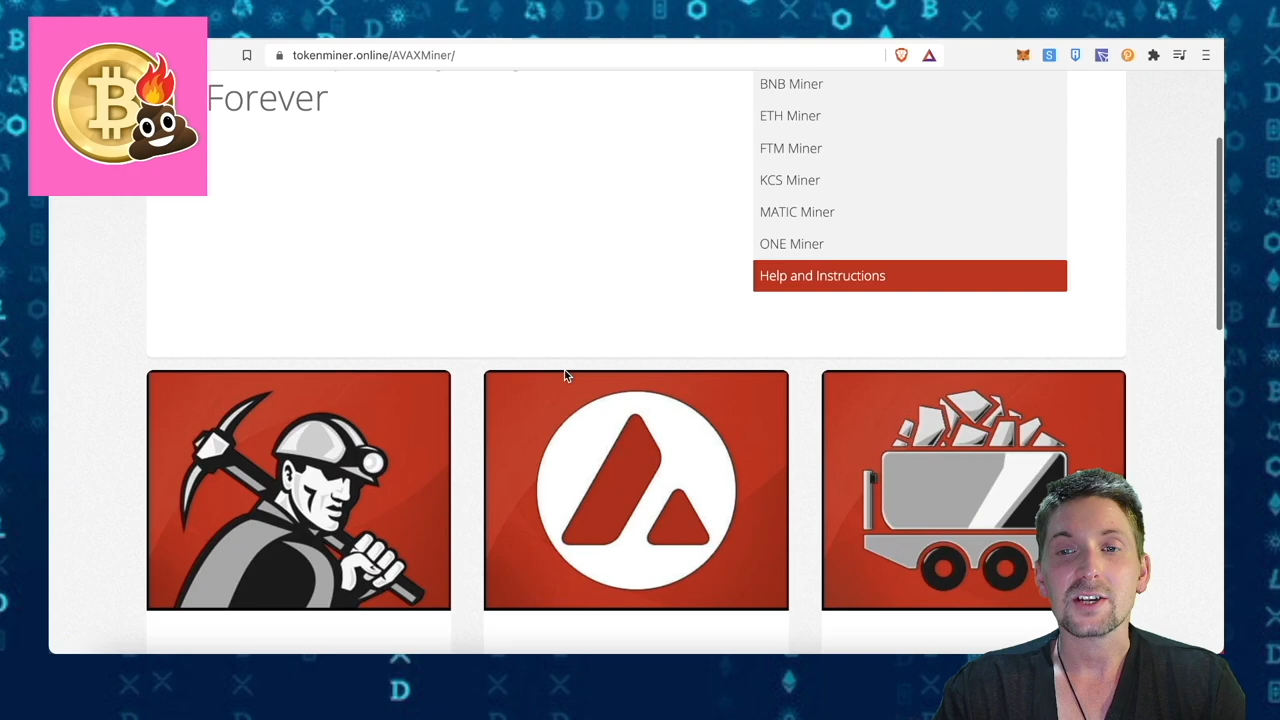 tokenminer.online/AVAXMiner/
Forever
BNB Miner
ETH Miner
FTM Miner
KCS Miner
MATIC Miner
ONE Miner
Help and Instructions